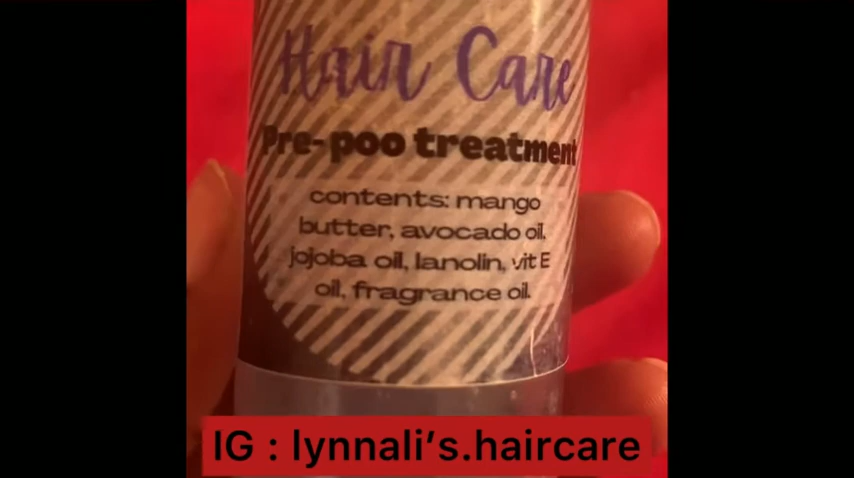 Hair Care
Pre-poo treatment
contents: mango
butter, avocado oil,
jojoba oil, lanolin, vit E
oil, fragrance oil.
IG : lynnali’s.haircare